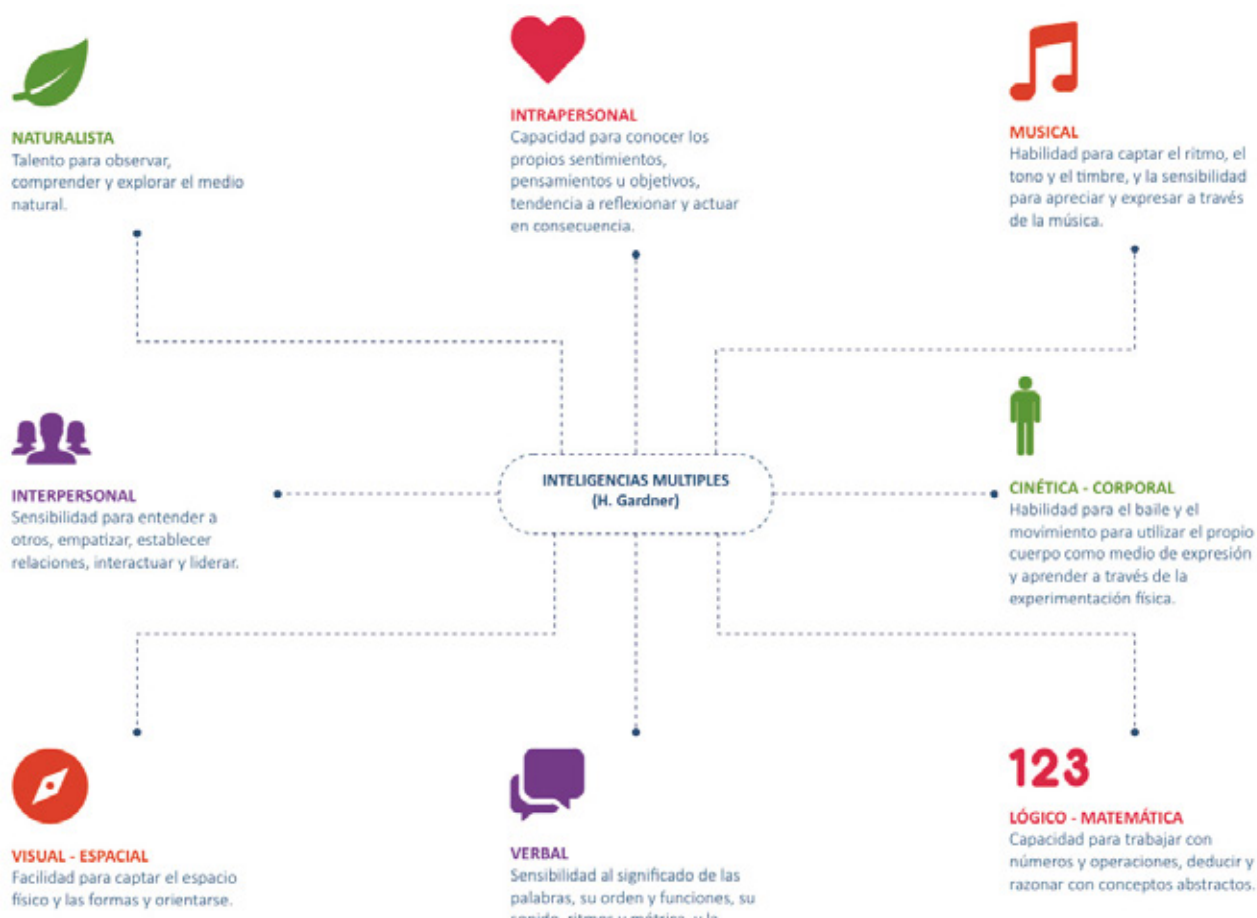 NATURALISTA
Talento para observar,
comprender y explorar el medio
natural.
INTRAPERSONAL
Capacidad para conocer los
propios sentimientos,
pensamientos u objetivos,
tendencia a reflexionar y actuar
en consecuencia.
MUSICAL
Habilidad para captar el ritmo, el
tono y el timbre, y la sensibilidad
para apreciar y expresar a través
de la música.
INTERPERSONAL
Sensibilidad para entender a
otros, empatizar, establecer
relaciones, interactuar y liderar.
INTELIGENCIAS MULTIPLES
(H. Gardner)
CINÉTICA - CORPORAL
Habilidad para el baile y el
movimiento para utilizar el propio
cuerpo como medio de expresión
y aprender a través de la
experimentación física.
VISUAL - ESPACIAL
Facilidad para captar el espacio
físico y las formas y orientarse.
VERBAL
Sensibilidad al significado de las
palabras, su orden y funciones, su
sonido, ritmos y métrica, y la
123
LÓGICO - MATEMÁTICA
Capacidad para trabajar con
números y operaciones, deducir y
razonar con conceptos abstractos.